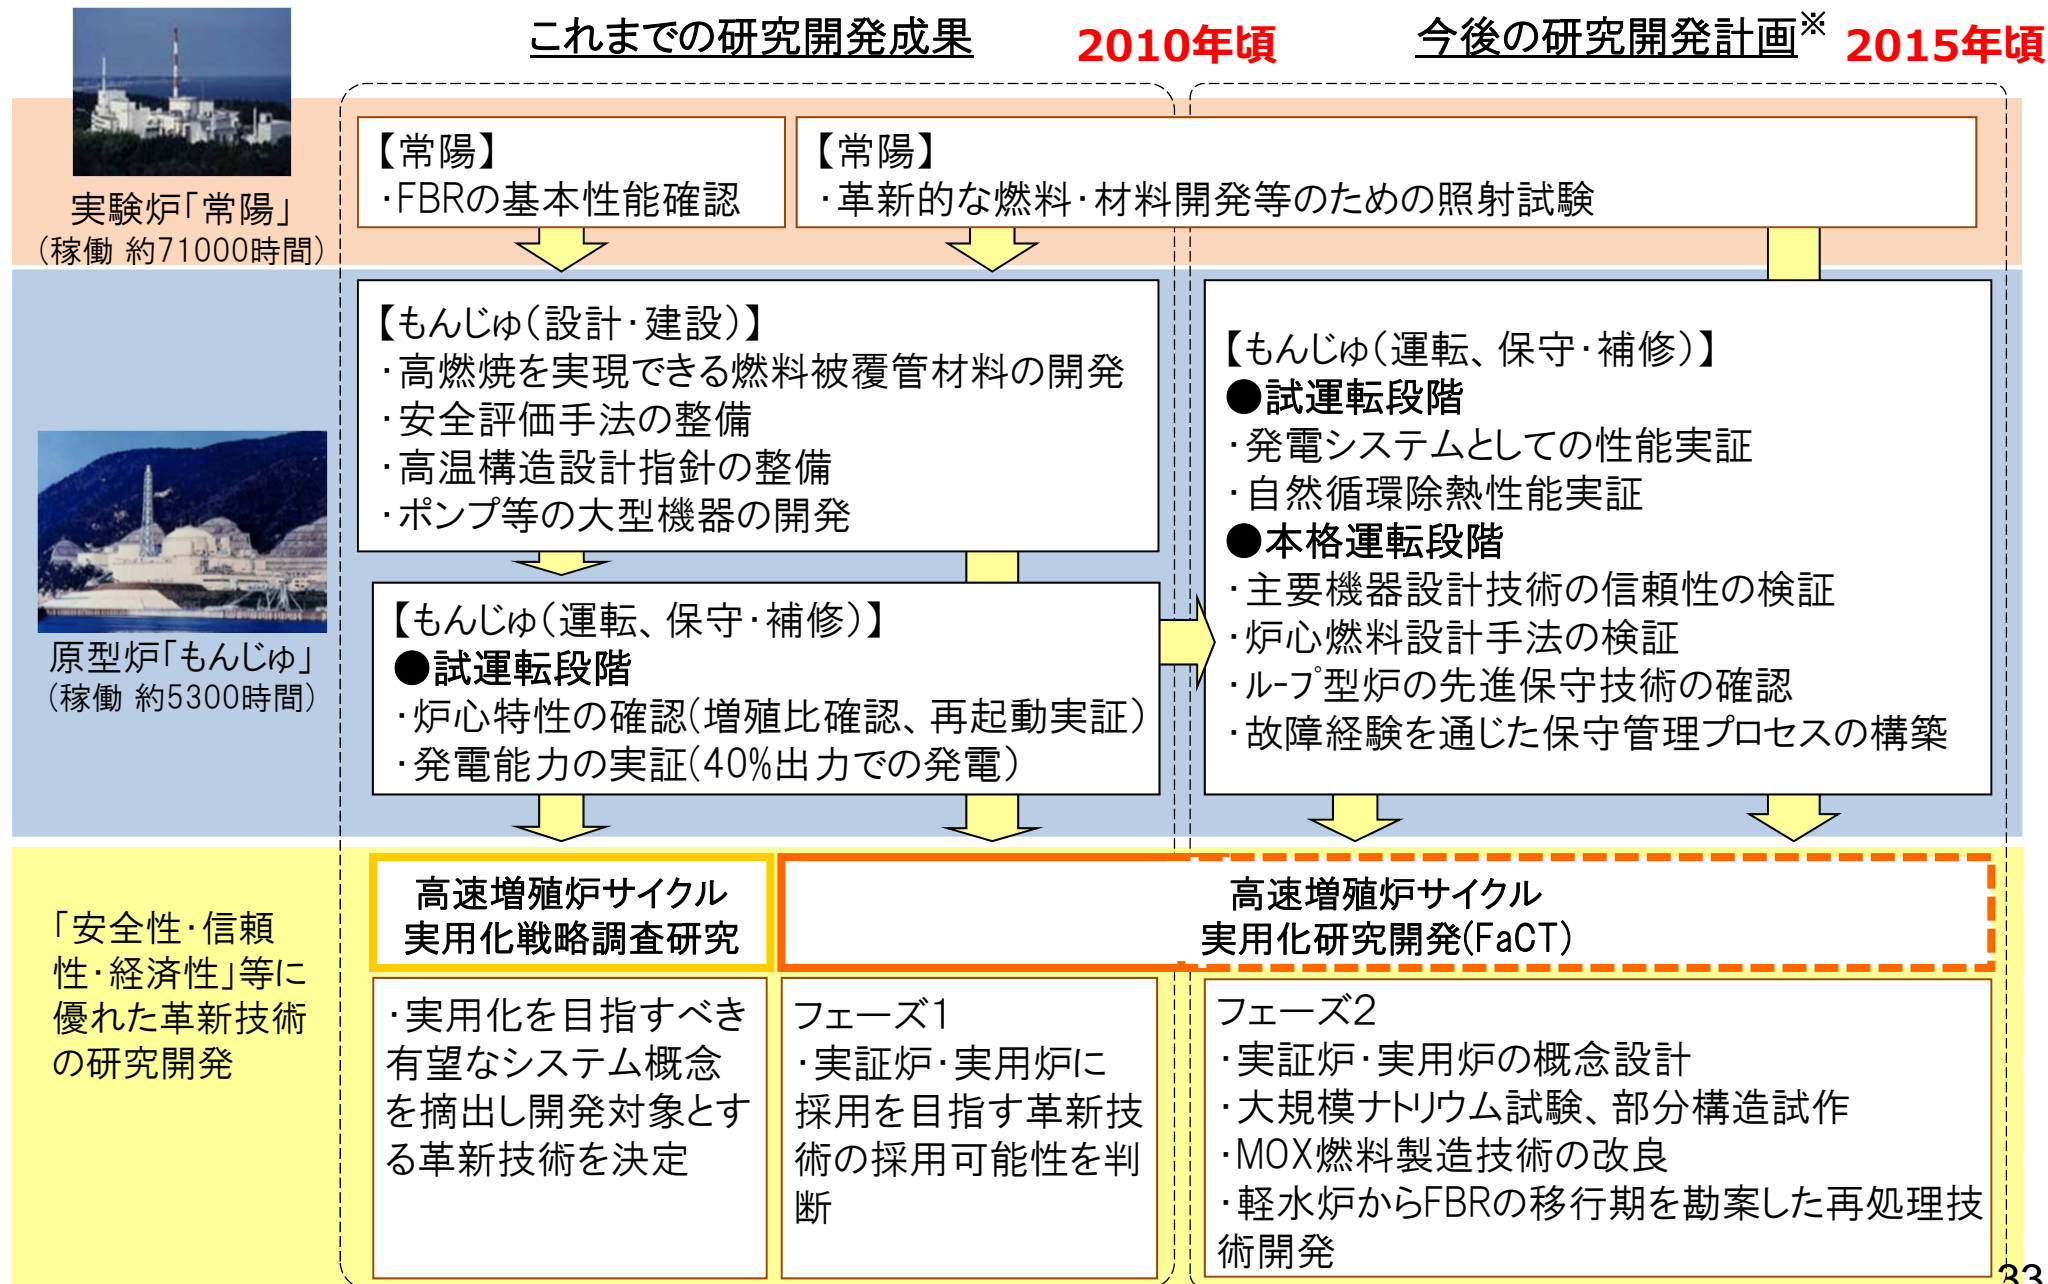 これまでの研究開発成果
2010年頃
今後の研究開発計画※
2015年頃
実験炉「常陽」
(稼働 約71000時間)
【常陽】
・FBRの基本性能確認
【常陽】
・革新的な燃料・材料開発等のための照射試験
原型炉「もんじゅ」
(稼働 約5300時間)
【もんじゅ(設計・建設)】
・高燃焼を実現できる燃料被覆管材料の開発
・安全評価手法の整備
・高温構造設計指針の整備
・ポンプ等の大型機器の開発
【もんじゅ(運転、保守・補修)】
●試運転段階
・炉心特性の確認(増殖比確認、再起動実証)
・発電能力の実証(40%出力での発電)
【もんじゅ(運転、保守・補修)】
●試運転段階
・発電システムとしての性能実証
・自然循環除熱性能実証
●本格運転段階
・主要機器設計技術の信頼性の検証
・炉心燃料設計手法の検証
・ループ型炉の先進保守技術の確認
・故障経験を通じた保守管理プロセスの構築
「安全性・信頼
性・経済性」等に
優れた革新技術
の研究開発
高速増殖炉サイクル
実用化戦略調査研究
・実用化を目指すべき
有望なシステム概念
を摘出し開発対象とす
る革新技術を決定
高速増殖炉サイクル
実用化研究開発(FaCT)
フェーズ1
・実証炉・実用炉に
採用を目指す革新技
術の採用可能性を判
断
フェーズ2
・実証炉・実用炉の概念設計
・大規模ナトリウム試験、部分構造試作
・MOX燃料製造技術の改良
・軽水炉からFBRの移行期を勘案した再処理技
術開発
33